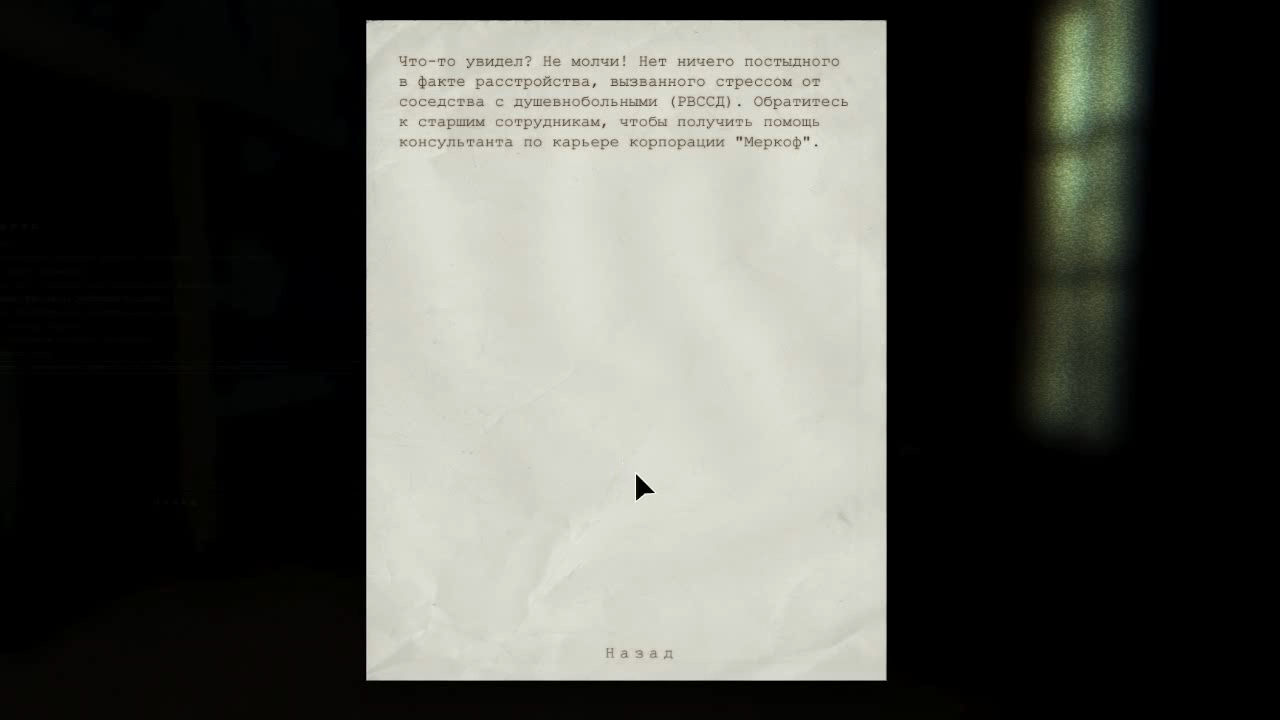 Что-то увидел? Не молчи! Нет ничего постыдного
в факте расстройства, вызванного стрессом от
соседства с душевнобольными (РВССД). Обратитесь
к старшим сотрудникам, чтобы получить помощь
консультанта по карьере корпорации "Меркоф".
Назад